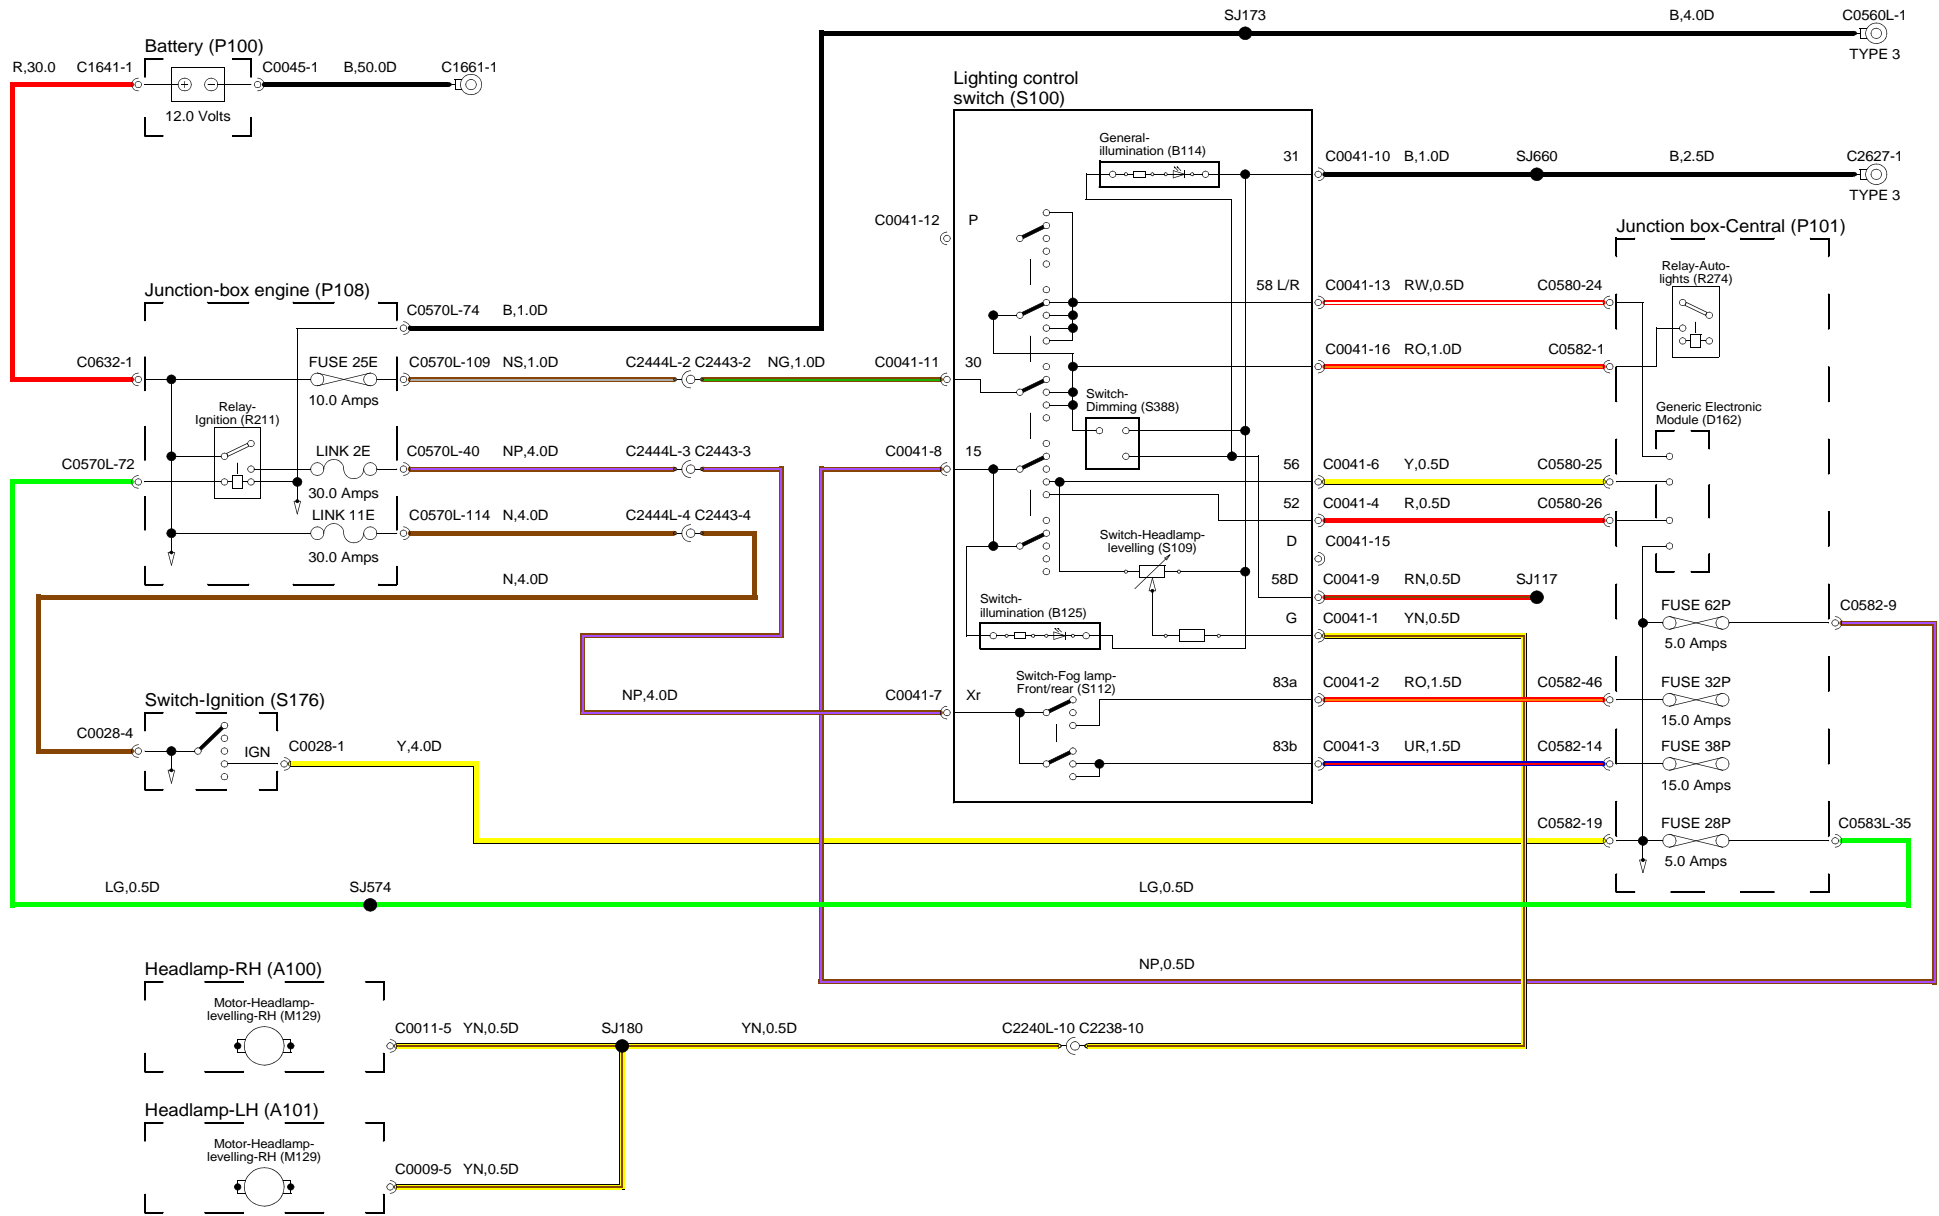 SJ173
B,4.0D
C0560L-1
TYPE 3
Battery (P100)
R,30.0
C1641-1
C0045-1
B,50.0D
C1661-1
12.0 Volts
Lighting control
switch (S100)
General-
illumination (B114)
31
C0041-10
B,1.0D
SJ660
B,2.5D
C2627-1
TYPE 3
C0041-12
P
Junction box-Central (P101)
Relay-Auto-
lights (R274)
58 L/R
C0041-13
RW,0.5D
C0580-24
Junction-box engine (P108)
C0570L-74
B,1.0D
C0632-1
FUSE 25E
10.0 Amps
C0570L-109
NS,1.0D
C2444L-2
C2443-2
NG,1.0D
C0041-11
30
C0041-16
RO,1.0D
C0582-1
Relay-
Ignition (R211)
Switch-
Dimming (S388)
Generic Electronic
Module (D162)
C0570L-72
LINK 2E
30.0 Amps
C0570L-40
NP,4.0D
C2444L-3
C2443-3
C0041-8
15
56
C0041-6
Y,0.5D
C0580-25
LINK 11E
30.0 Amps
C0570L-114
N,4.0D
C2444L-4
C2443-4
52
C0041-4
R,0.5D
C0580-26
Switch-Headlamp-
levelling (S109)
D
C0041-15
N,4.0D
58D
C0041-9
RN,0.5D
SJ117
Switch-
illumination (B125)
G
C0041-1
YN,0.5D
FUSE 62P
5.0 Amps
C0582-9
Switch-Ignition (S176)
NP,4.0D
C0041-7
Xr
Switch-Fog lamp-
Front/rear (S112)
83a
C0041-2
RO,1.5D
C0582-46
FUSE 32P
15.0 Amps
C0028-4
IGN
C0028-1
Y,4.0D
83b
C0041-3
UR,1.5D
C0582-14
FUSE 38P
15.0 Amps
C0582-19
FUSE 28P
5.0 Amps
C0583L-35
LG,0.5D
SJ574
LG,0.5D
NP,0.5D
Headlamp-RH (A100)
Motor-Headlamp-
levelling-RH (M129)
C0011-5
YN,0.5D
SJ180
YN,0.5D
C2240L-10
C2238-10
Headlamp-LH (A101)
Motor-Headlamp-
levelling-RH (M129)
C0009-5
YN,0.5D